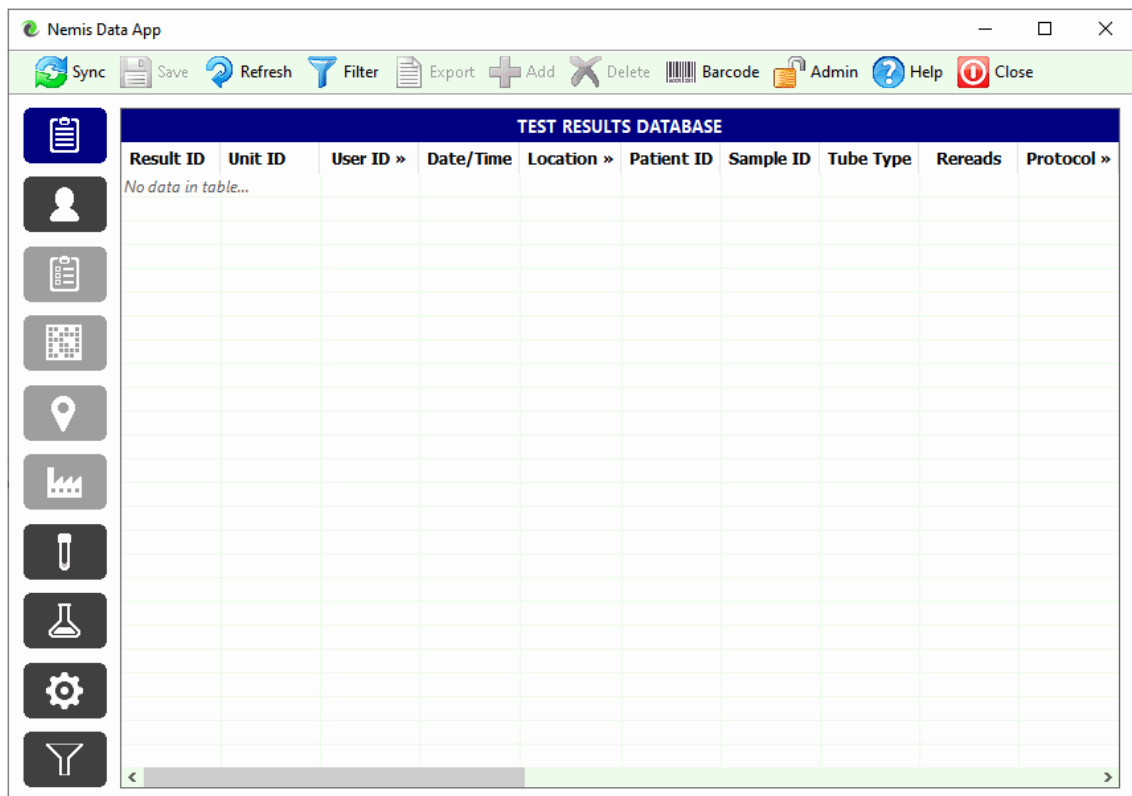 Nemis Data App
Sync Save Refresh Filter Export Add Delete Barcode Admin Help Close
TEST RESULTS DATABASE
Result ID Unit ID User ID » Date/Time Location » Patient ID Sample ID Tube Type Rereads Protocol »
No data in table...